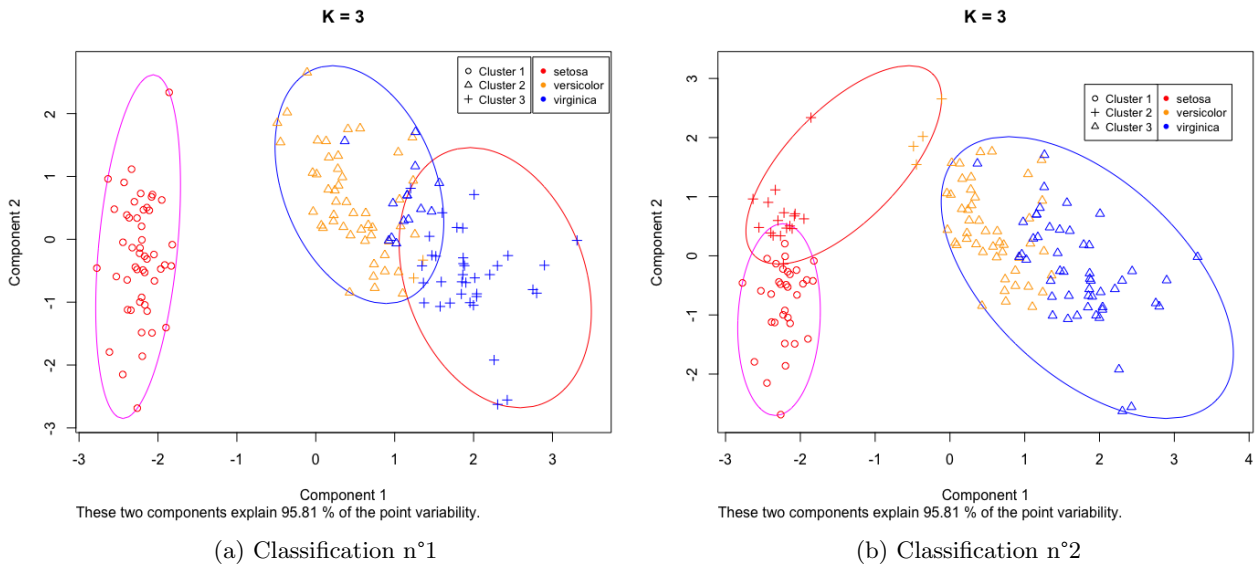 K = 3
Cluster 1
Cluster 2
Cluster 3
setosa
versicolor
virginica
Component 2
2
1
0
-1
-2
-3
-3
-2
-1
0
1
2
3
Component 1
These two components explain 95.81 % of the point variability.
(a) Classification n°1
K = 3
Cluster 1
Cluster 2
Cluster 3
setosa
versicolor
virginica
Component 2
3
2
1
0
-1
-2
-3
-2
-1
0
1
2
3
4
Component 1
These two components explain 95.81 % of the point variability.
(b) Classification n°2